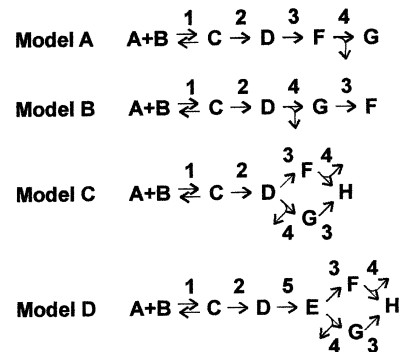 1 2 3 4
Model A A+B ⇌ C → D → F → G
1 2 4 3
Model B A+B ⇌ C → D → G → F
1 2 3 F 4
Model C A+B ⇌ C → D H
4 G 3
1 2 5 3 F 4
Model D A+B ⇌ C → D → E H
4 G 3